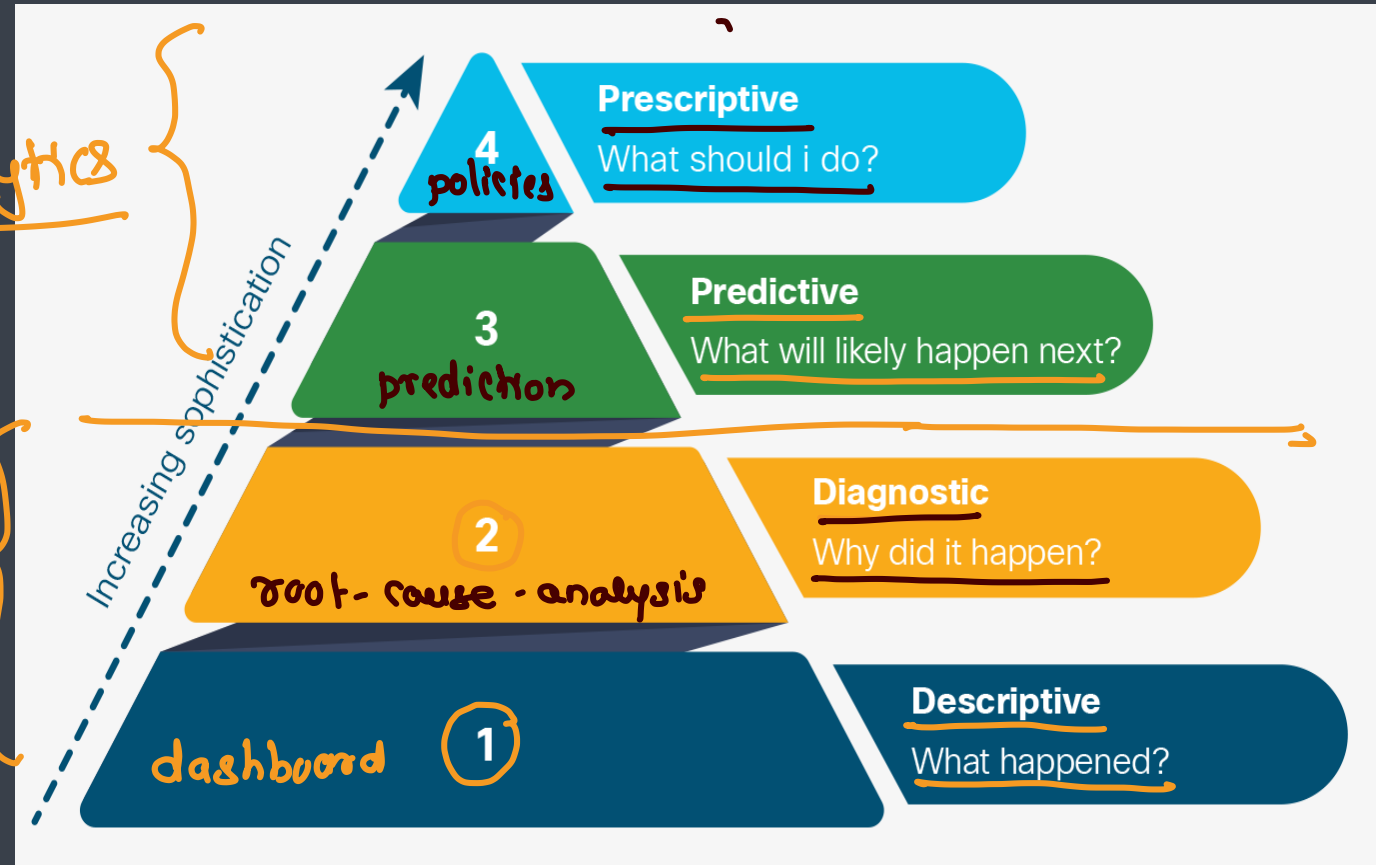 Prescriptive
What should i do?
4
policies
ytics
Predictive
What will likely happen next?
3
prediction
Increasing sophistication
Diagnostic
Why did it happen?
2
root-cause-analysis
Descriptive
What happened?
1
dashboard